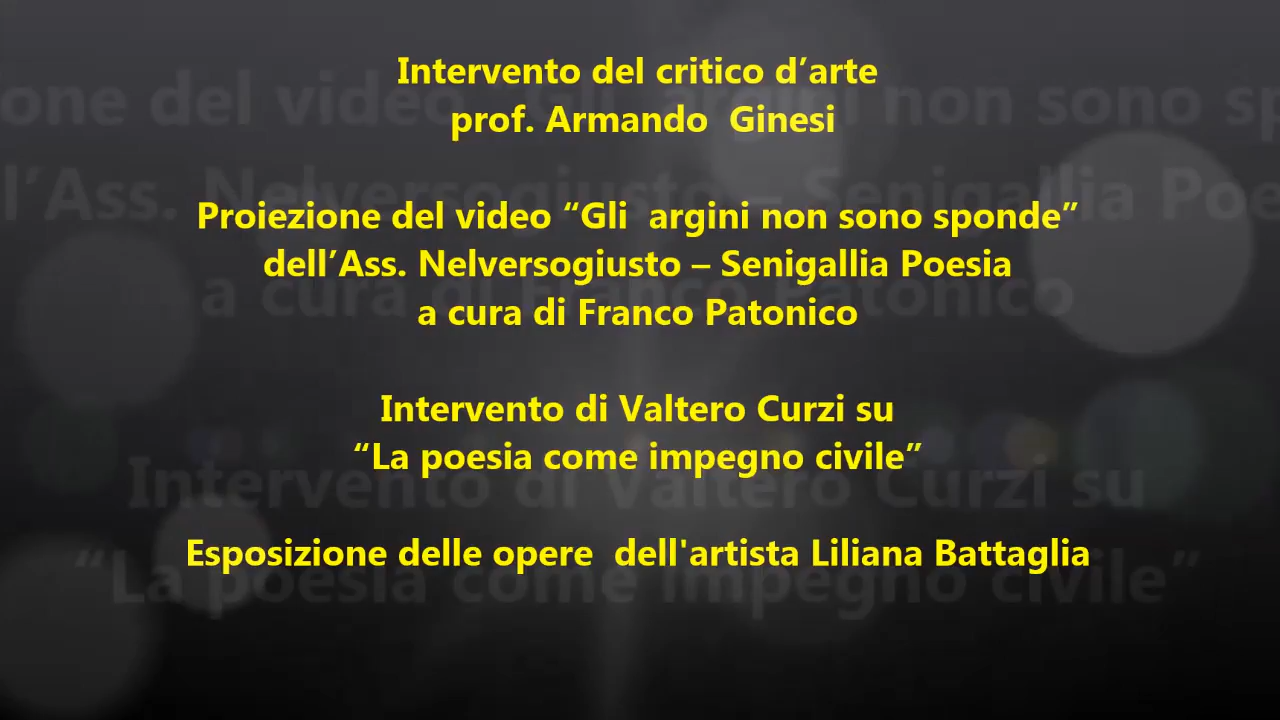 Intervento del critico d’arte
prof. Armando  Ginesi
Proiezione del video “Gli  argini non sono sponde”
dell’Ass. Nelversogiusto – Senigallia Poesia
a cura di Franco Patonico
Intervento di Valtero Curzi su
“La poesia come impegno civile”
Esposizione delle opere  dell'artista Liliana Battaglia